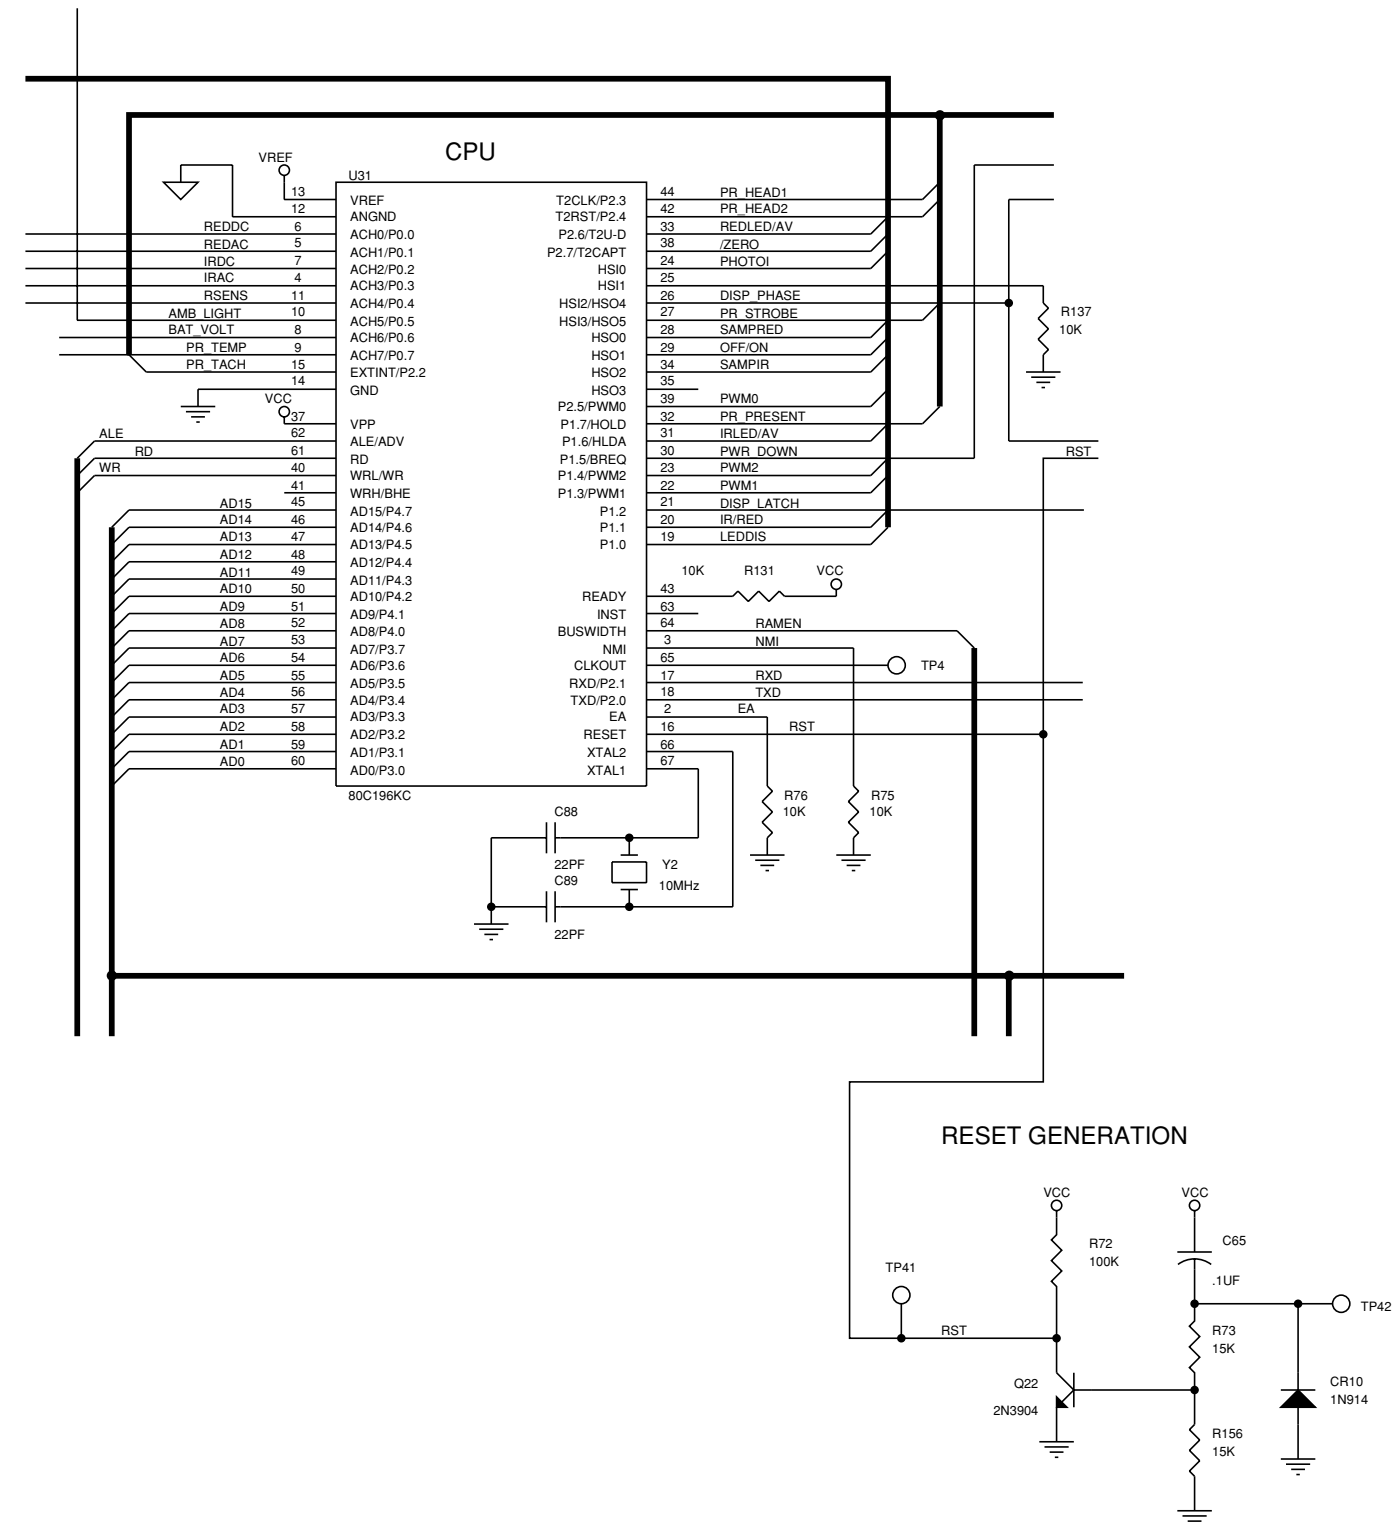 CPU
VREF
U31
13 VREF
12 ANGND
REDDC 6 ACH0/P0.0
REDAC 5 ACH1/P0.1
IRDC 7 ACH2/P0.2
IRAC 4 ACH3/P0.3
RSENS 11 ACH4/P0.4
AMB_LIGHT 10 ACH5/P0.5
BAT_VOLT 8 ACH6/P0.6
PR_TEMP 9 ACH7/P0.7
PR_TACH 15 EXTINT/P2.2
14 GND
VCC
37 VPP
ALE 62 ALE/ADV
RD 61 RD
WR 40 WRL/WR
41 WRH/BHE
AD15 45 AD15/P4.7
AD14 46 AD14/P4.6
AD13 47 AD13/P4.5
AD12 48 AD12/P4.4
AD11 49 AD11/P4.3
AD10 50 AD10/P4.2
AD9 51 AD9/P4.1
AD8 52 AD8/P4.0
AD7 53 AD7/P3.7
AD6 54 AD6/P3.6
AD5 55 AD5/P3.5
AD4 56 AD4/P3.4
AD3 57 AD3/P3.3
AD2 58 AD2/P3.2
AD1 59 AD1/P3.1
AD0 60 AD0/P3.0
80C196KC
T2CLK/P2.3 44 PR_HEAD1
T2RST/P2.4 42 PR_HEAD2
P2.6/T2U-D 33 REDLED/AV
P2.7/T2CAPT 38 /ZERO
HSI0 24 PHOTOI
HSI1 25
HSI2/HSO4 26 DISP_PHASE
HSI3/HSO5 27 PR_STROBE
HSO0 28 SAMPRED
HSO1 29 OFF/ON
HSO2 34 SAMPIR
HSO3 35
P2.5/PWM0 39 PWM0
P1.7/HOLD 32 PR_PRESENT
P1.6/HLDA 31 IRLED/AV
P1.5/BREQ 30 PWR_DOWN
P1.4/PWM2 23 PWM2
P1.3/PWM1 22 PWM1
P1.2 21 DISP_LATCH
P1.1 20 IR/RED
P1.0 19 LEDDIS
R137
10K
RST
10K R131 VCC
READY 43
INST 63
BUSWIDTH 64 RAMEN
NMI 3 NMI
CLKOUT 65 TP4
RXD/P2.1 17 RXD
TXD/P2.0 18 TXD
EA 2 EA
RESET 16 RST
XTAL2 66
XTAL1 67
R76
10K
R75
10K
C88
22PF
C89
22PF
Y2
10MHz
RESET GENERATION
VCC
VCC
R72
100K
C65
.1UF
TP41
TP42
RST
R73
15K
Q22
2N3904
CR10
1N914
R156
15K